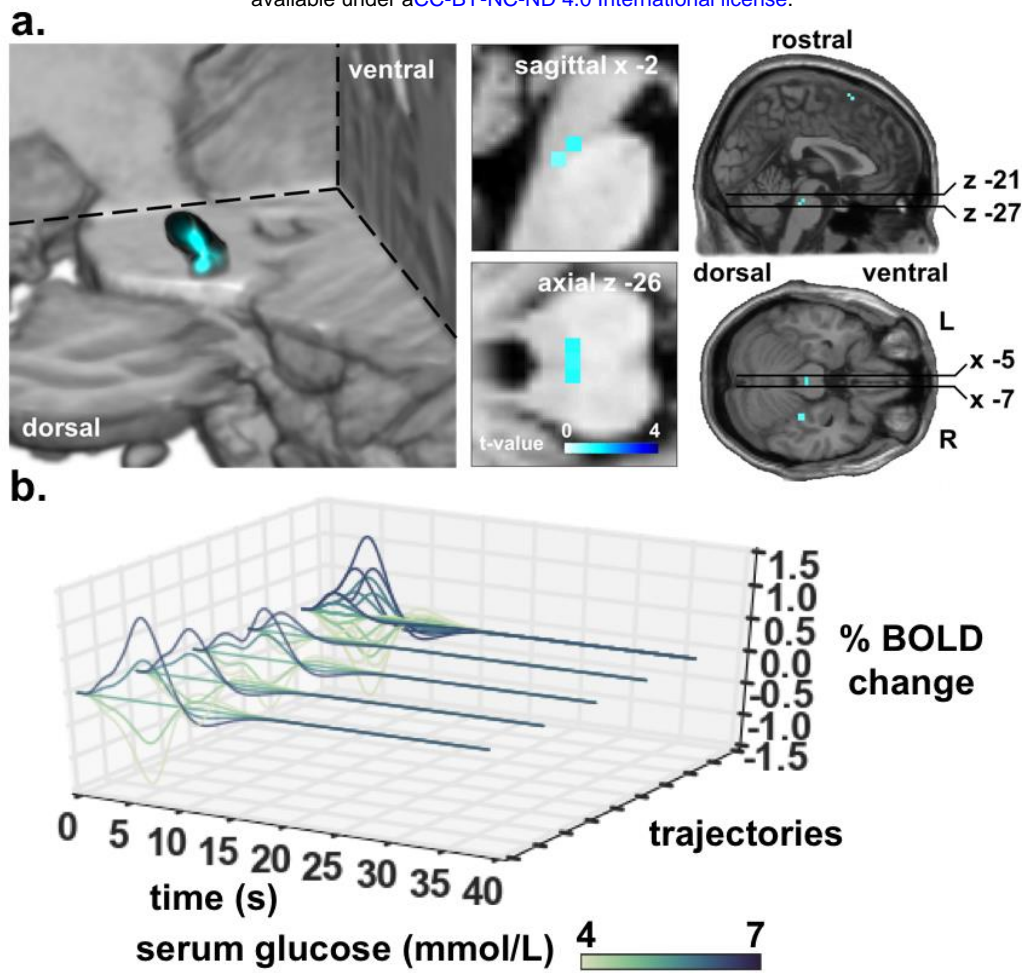 available under aCC-BY-NC-ND 4.0 International license.
a.
ventral
dorsal
sagittal x -2
axial z -26
t-value
0 4
rostral
z -21
z -27
dorsal ventral
L
x -5
x -7
R
b.
1.5
1.0
0.5
0.0
-0.5
-1.0
-1.5
% BOLD
change
trajectories
0 5 10 15 20 25 30 35 40
time (s)
serum glucose (mmol/L)
4 7